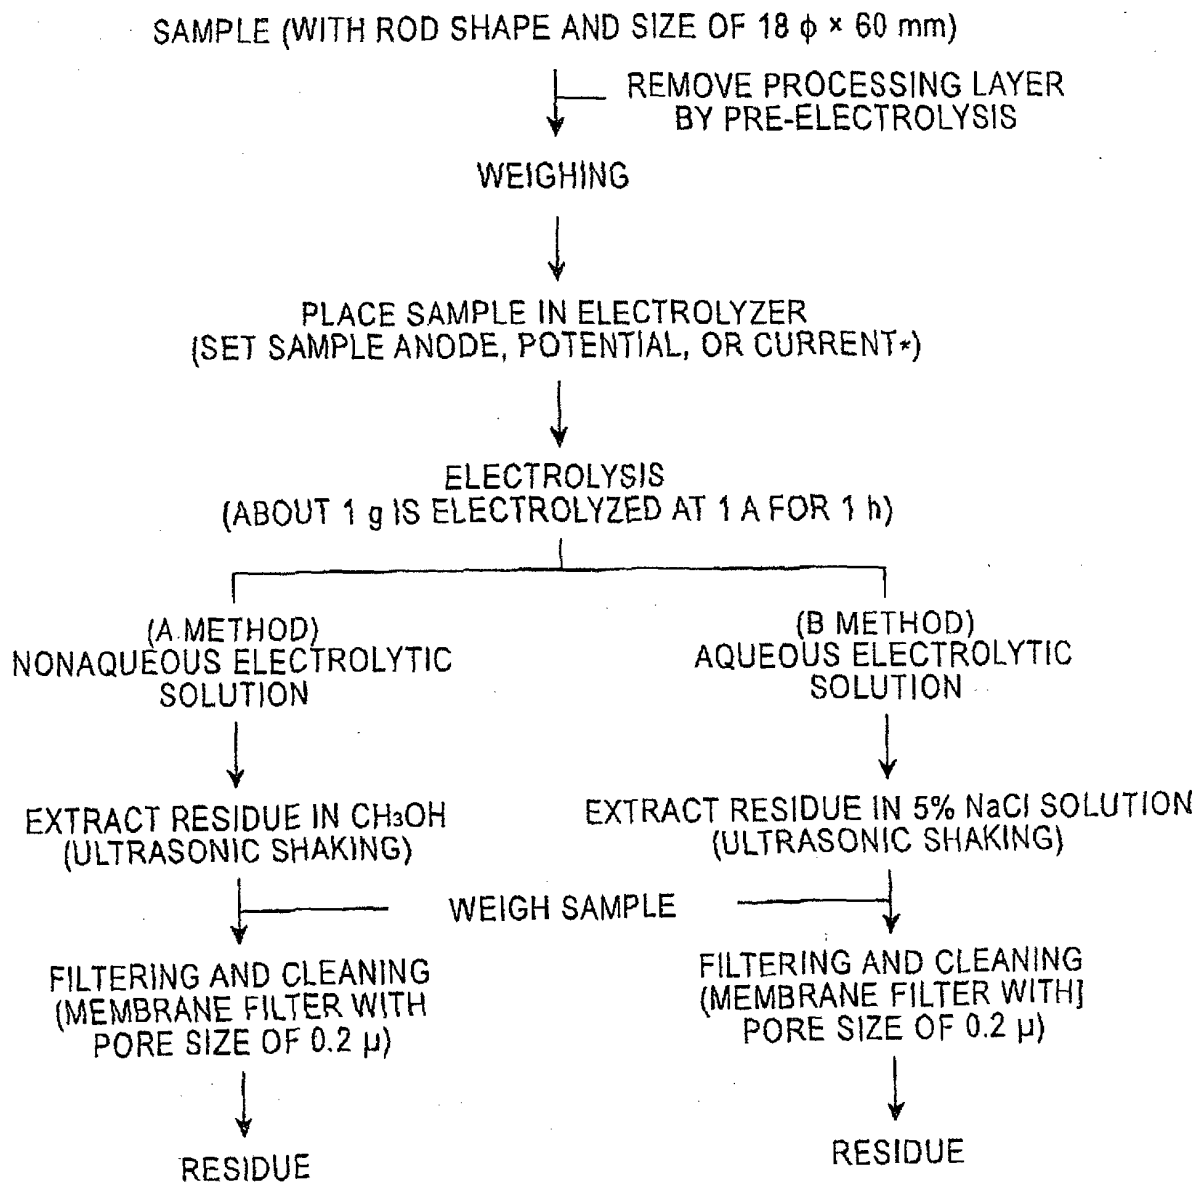 SAMPLE (WITH ROD SHAPE AND SIZE OF 18 ϕ × 60 mm)
REMOVE PROCESSING LAYER
BY PRE-ELECTROLYSIS
WEIGHING
PLACE SAMPLE IN ELECTROLYZER
(SET SAMPLE ANODE, POTENTIAL, OR CURRENT*)
ELECTROLYSIS
(ABOUT 1 g IS ELECTROLYZED AT 1 A FOR 1 h)
(A METHOD)
NONAQUEOUS ELECTROLYTIC
SOLUTION
(B METHOD)
AQUEOUS ELECTROLYTIC
SOLUTION
EXTRACT RESIDUE IN CH₃OH
(ULTRASONIC SHAKING)
EXTRACT RESIDUE IN 5% NaCl SOLUTION
(ULTRASONIC SHAKING)
WEIGH SAMPLE
FILTERING AND CLEANING
(MEMBRANE FILTER WITH
PORE SIZE OF 0.2 μ)
FILTERING AND CLEANING
(MEMBRANE FILTER WITH]
PORE SIZE OF 0.2 μ)
RESIDUE
RESIDUE